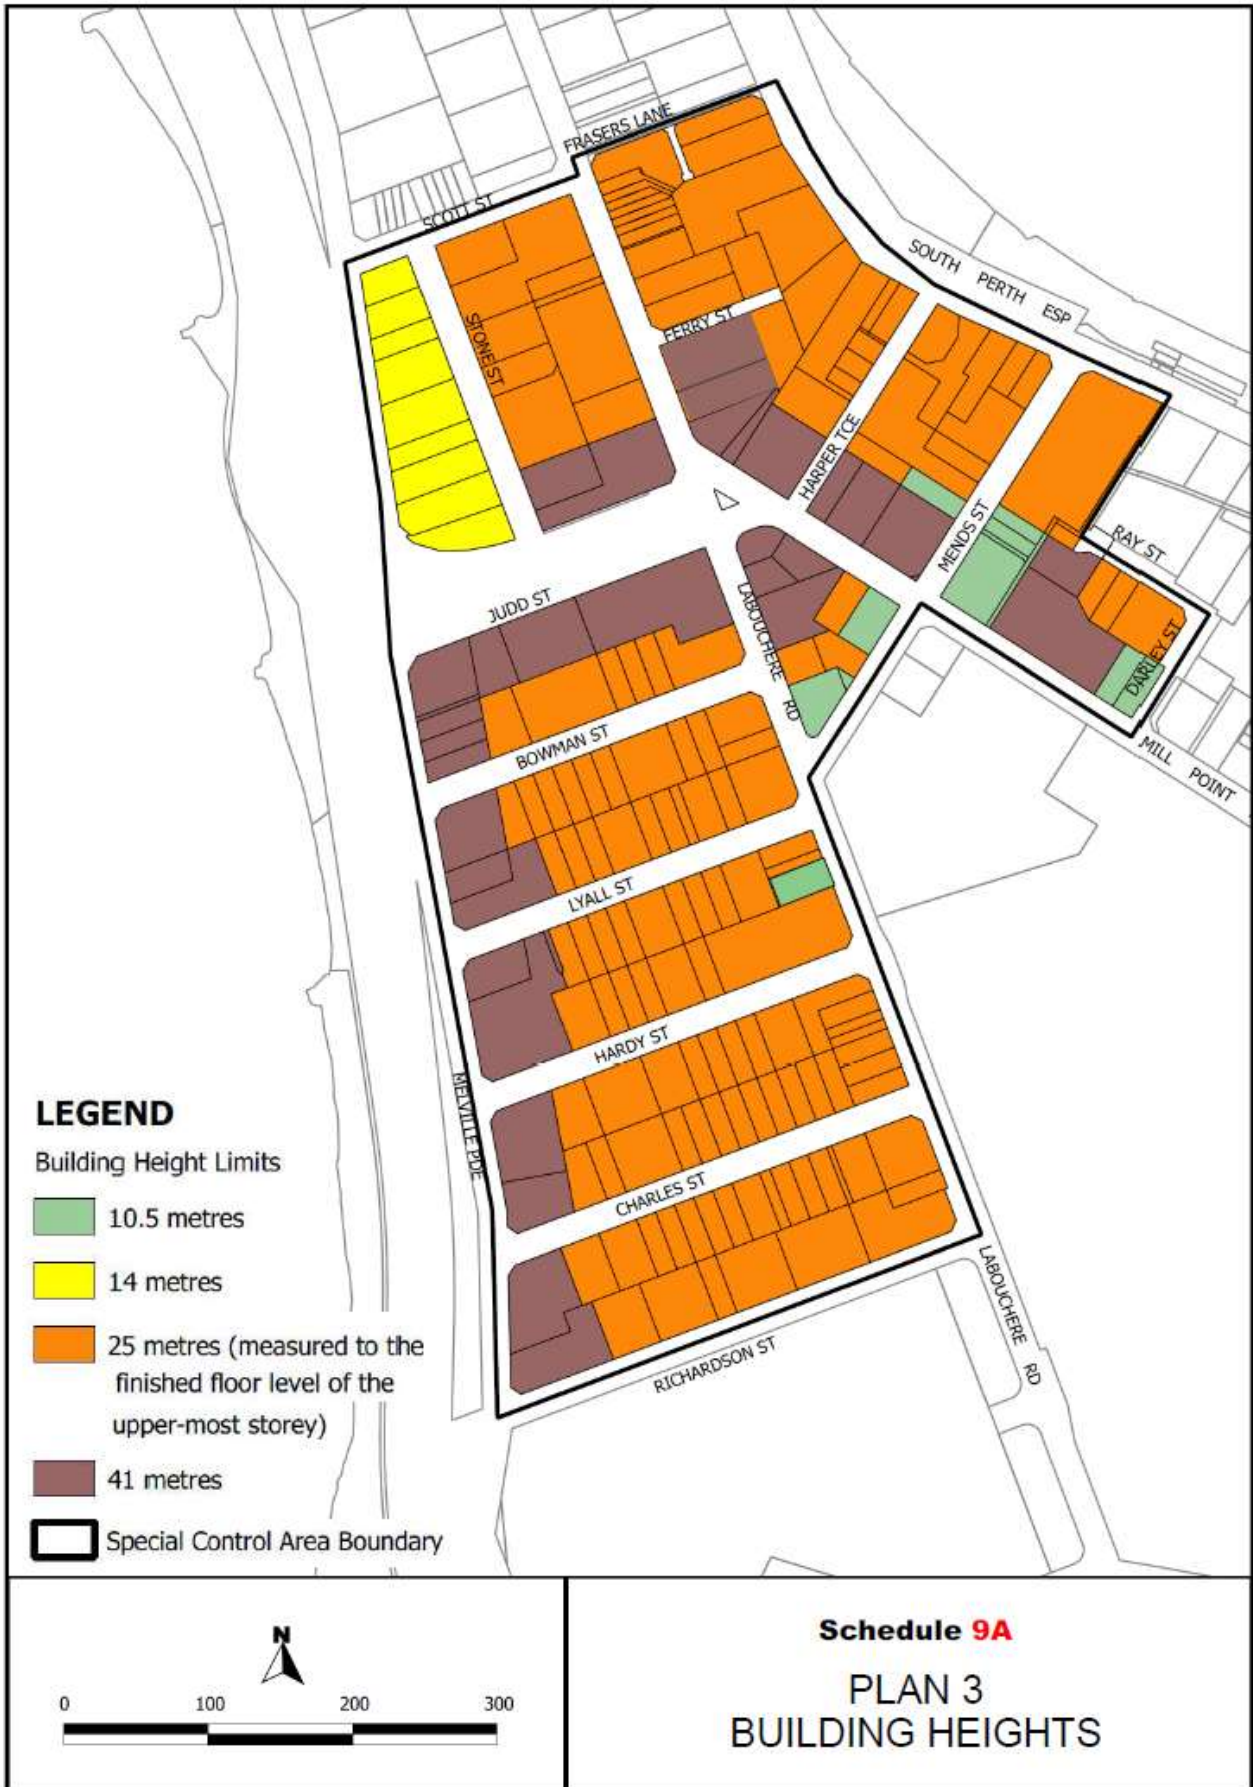 FRASERS LANE
SCOTT ST
SOUTH PERTH ESP
STONE ST
FERRY ST
HARPER TCE
MENDS ST
RAY ST
JUDD ST
LABOUCHERE RD
DARLEY ST
BOWMAN ST
MILL POINT
LYALL ST
HARDY ST
MELVILLE PDE
CHARLES ST
LABOUCHERE RD
RICHARDSON ST
LEGEND
Building Height Limits
10.5 metres
14 metres
25 metres (measured to the
finished floor level of the
upper-most storey)
41 metres
Special Control Area Boundary
N
0 100 200 300
Schedule 9A
PLAN 3
BUILDING HEIGHTS